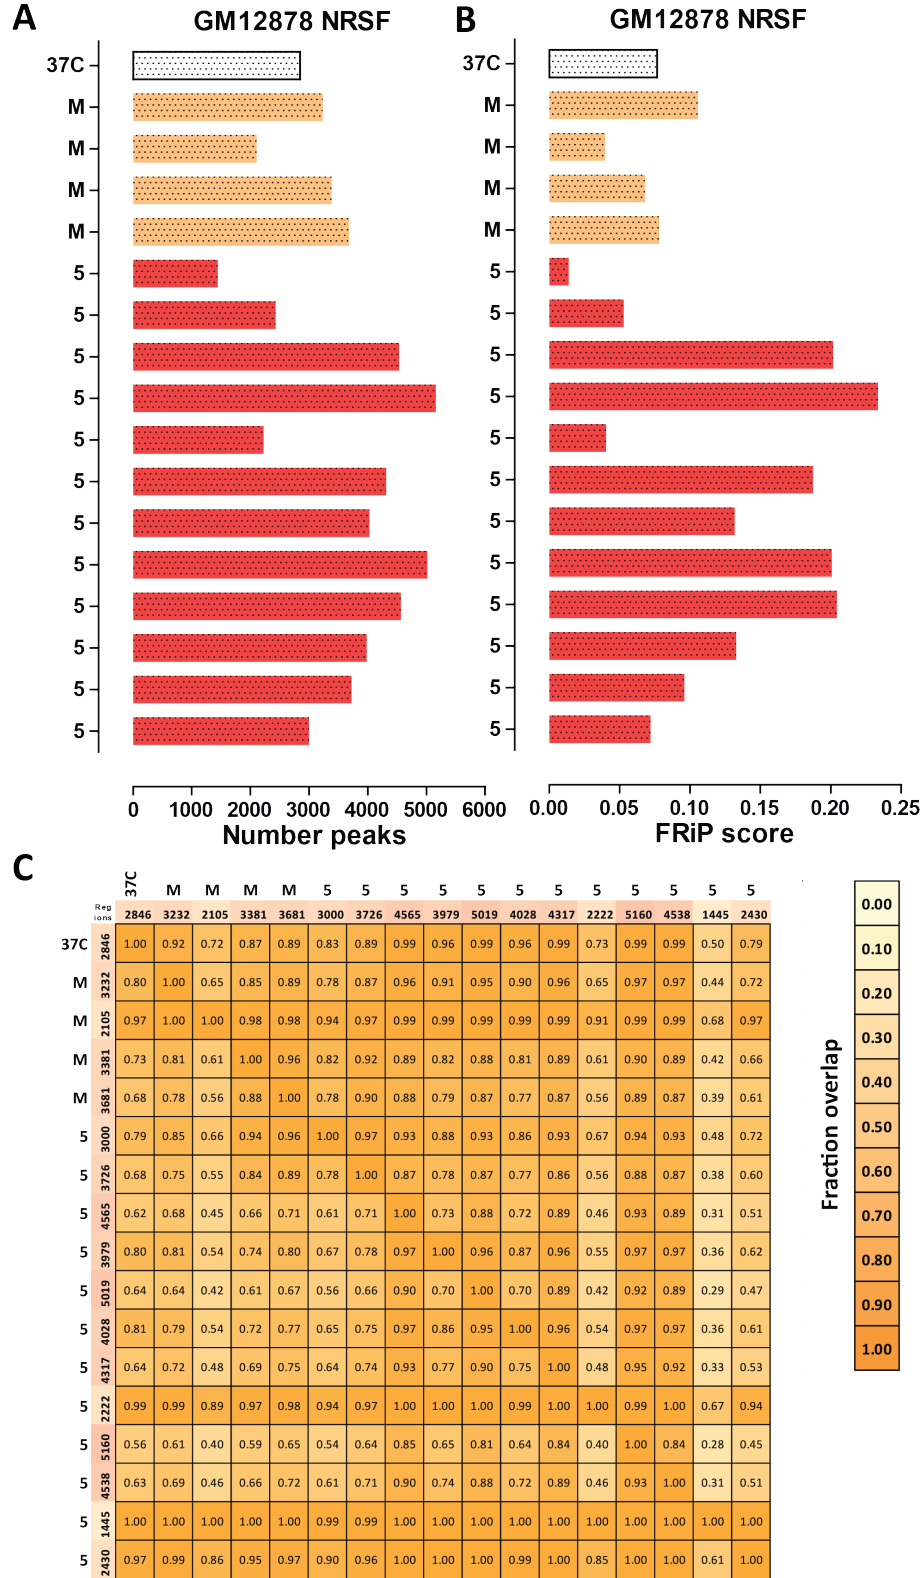 A
GM12878 NRSF
37C
M
M
M
M
5
5
5
5
5
5
5
5
5
5
5
5
0 1000 2000 3000 4000 5000 6000
Number peaks
B
GM12878 NRSF
37C
M
M
M
M
5
5
5
5
5
5
5
5
5
5
5
5
0.00 0.05 0.10 0.15 0.20 0.25
FRiP score
C
37C M M M M 5 5 5 5 5 5 5 5 5 5 5 5
Reg
ions 2846 3232 2105 3381 3681 3000 3726 4565 3979 5019 4028 4317 2222 5160 4538 1445 2430
37C 2846 1.00 0.92 0.72 0.87 0.89 0.83 0.89 0.99 0.96 0.99 0.96 0.99 0.73 0.99 0.99 0.50 0.79
M 3232 0.80 1.00 0.65 0.85 0.89 0.78 0.87 0.96 0.91 0.95 0.90 0.96 0.65 0.97 0.97 0.44 0.72
M 2105 0.97 1.00 1.00 0.98 0.98 0.94 0.97 0.99 0.99 0.99 0.99 0.99 0.91 0.99 0.99 0.68 0.97
M 3381 0.73 0.81 0.61 1.00 0.96 0.82 0.92 0.89 0.82 0.88 0.81 0.89 0.61 0.90 0.89 0.42 0.66
M 3681 0.68 0.78 0.56 0.88 1.00 0.78 0.90 0.88 0.79 0.87 0.77 0.87 0.56 0.89 0.87 0.39 0.61
5 3000 0.79 0.85 0.66 0.94 0.96 1.00 0.97 0.93 0.88 0.93 0.86 0.93 0.67 0.94 0.93 0.48 0.72
5 3726 0.68 0.75 0.55 0.84 0.89 0.78 1.00 0.87 0.78 0.87 0.77 0.86 0.56 0.88 0.87 0.38 0.60
5 4565 0.62 0.68 0.45 0.66 0.71 0.61 0.71 1.00 0.73 0.88 0.72 0.89 0.46 0.93 0.89 0.31 0.51
5 3979 0.80 0.81 0.54 0.74 0.80 0.67 0.78 0.97 1.00 0.96 0.87 0.96 0.55 0.97 0.97 0.36 0.62
5 5019 0.64 0.64 0.42 0.61 0.67 0.56 0.66 0.90 0.70 1.00 0.70 0.89 0.42 0.92 0.89 0.29 0.47
5 4028 0.81 0.79 0.54 0.72 0.77 0.65 0.75 0.97 0.86 0.95 1.00 0.96 0.54 0.97 0.97 0.36 0.61
5 4317 0.64 0.72 0.48 0.69 0.75 0.64 0.74 0.93 0.77 0.90 0.75 1.00 0.48 0.95 0.92 0.33 0.53
5 2222 0.99 0.99 0.89 0.97 0.98 0.94 0.97 1.00 1.00 1.00 0.99 1.00 1.00 0.99 1.00 0.67 0.94
5 5160 0.56 0.61 0.40 0.59 0.65 0.54 0.64 0.85 0.65 0.81 0.64 0.84 0.40 1.00 0.84 0.28 0.45
5 4538 0.63 0.69 0.46 0.66 0.72 0.61 0.71 0.90 0.74 0.88 0.72 0.89 0.46 0.93 1.00 0.31 0.51
5 1445 1.00 1.00 1.00 1.00 1.00 0.99 0.99 1.00 1.00 1.00 1.00 1.00 1.00 1.00 1.00 1.00 1.00
5 2430 0.97 0.99 0.86 0.95 0.97 0.90 0.96 1.00 1.00 1.00 0.99 1.00 0.85 1.00 1.00 0.61 1.00
Fraction overlap
0.00
0.10
0.20
0.30
0.40
0.50
0.60
0.70
0.80
0.90
1.00